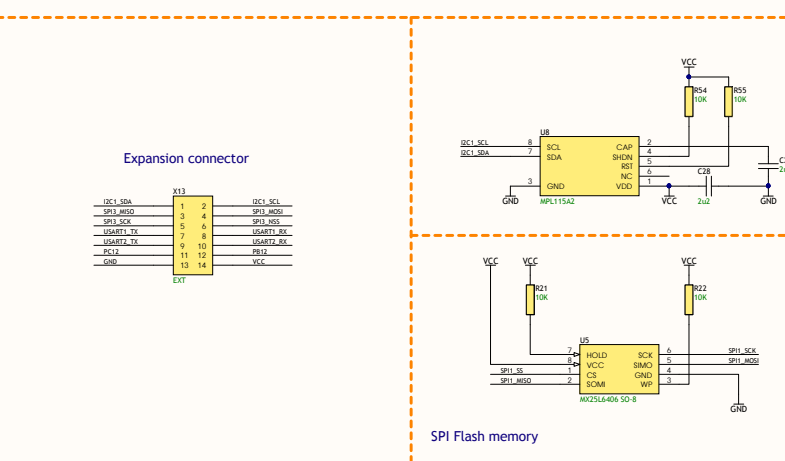 Expansion connector
X13
I2C1_SDA 1 2 I2C1_SCL
SPI3_MISO 3 4 SPI3_MOSI
SPI3_SCK 5 6 SPI3_NSS
USART1_TX 7 8 USART1_RX
USART2_TX 9 10 USART2_RX
PC12 11 12 PB12
GND 13 14 VCC
EXT
VCC
R54 R55
10K 10K
U8
I2C1_SCL 8 SCL CAP 2
I2C1_SDA 7 SDA SHDN 4
RST 5
NC 6
3 GND VDD 1
C28
GND MPL115A2 VCC 2u2 GND
VCC VCC VCC
R21 R22
10K 10K
U5
7 HOLD SCK 6 SPI1_SCK
8 VCC SIMO 5 SPI1_MOSI
SPI1_SS 1 CS GND 4
SPI1_MISO 2 SOMI WP 3
MX25L6406 SO-8
GND
SPI Flash memory